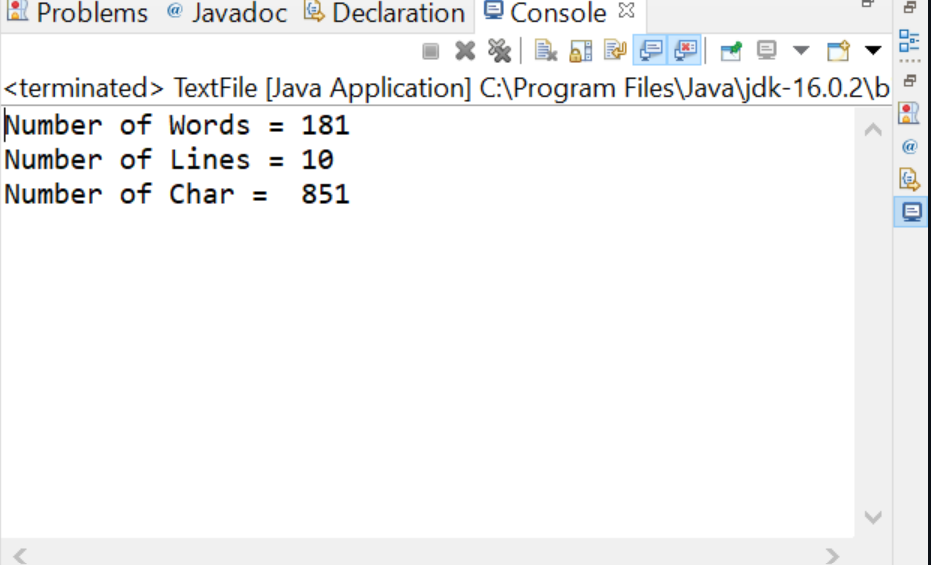 Problems @ Javadoc Declaration Console
<terminated> TextFile [Java Application] C:\Program Files\Java\jdk-16.0.2\b
Number of Words = 181
Number of Lines = 10
Number of Char =  851